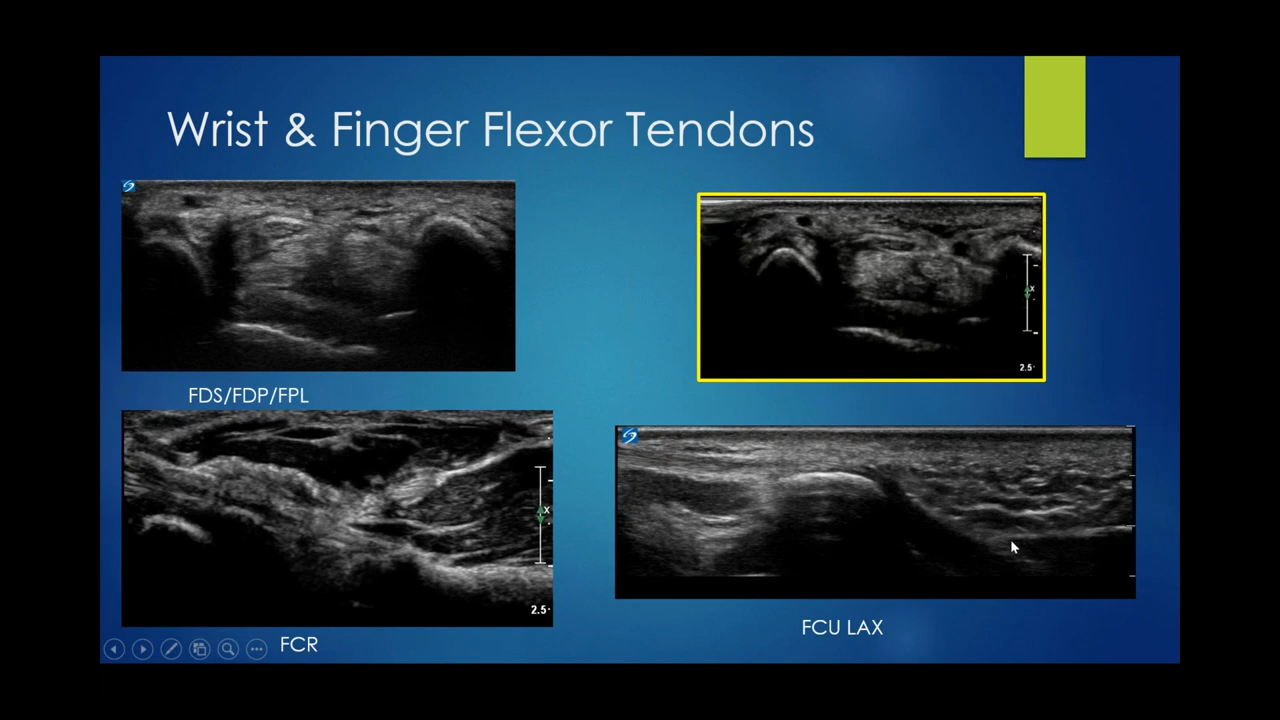 Wrist & Finger Flexor Tendons
FDS/FDP/FPL
x
2.5
x
2.5
FCR
FCU LAX